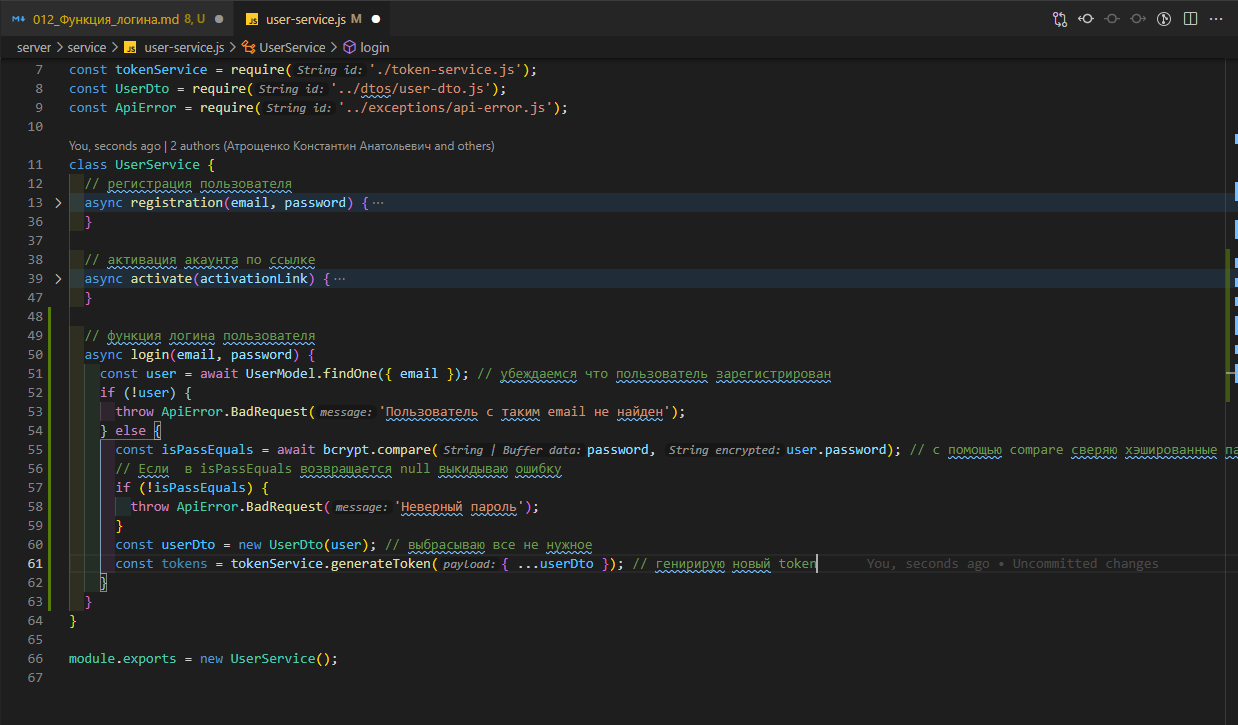 012_Функция_логина.md 8, U user-service.js M
server > service > user-service.js > UserService > login
7 const tokenService = require( String id: './token-service.js');
8 const UserDto = require( String id: '../dtos/user-dto.js');
9 const ApiError = require( String id: '../exceptions/api-error.js');
10
You, seconds ago | 2 authors (Атрощенко Константин Анатольевич and others)
11 class UserService {
12 // регистрация пользователя
13 async registration(email, password) { ···
36 }
37
38 // активация акаунта по ссылке
39 async activate(activationLink) { ···
47 }
48
49 // функция логина пользователя
50 async login(email, password) {
51 const user = await UserModel.findOne({ email }); // убеждаемся что пользователь зарегистрирован
52 if (!user) {
53 throw ApiError.BadRequest( message: 'Пользователь с таким email не найден');
54 } else {
55 const isPassEquals = await bcrypt.compare( String | Buffer data: password, String encrypted: user.password); // с помощью compare сверяю хэшированные па
56 // Если  в isPassEquals возвращается null выкидываю ошибку
57 if (!isPassEquals) {
58 throw ApiError.BadRequest( message: 'Неверный пароль');
59 }
60 const userDto = new UserDto(user); // выбрасываю все не нужное
61 const tokens = tokenService.generateToken( payload: { ...userDto }); // генирирую новый token You, seconds ago • Uncommitted changes
62 }
63 }
64 }
65
66 module.exports = new UserService();
67